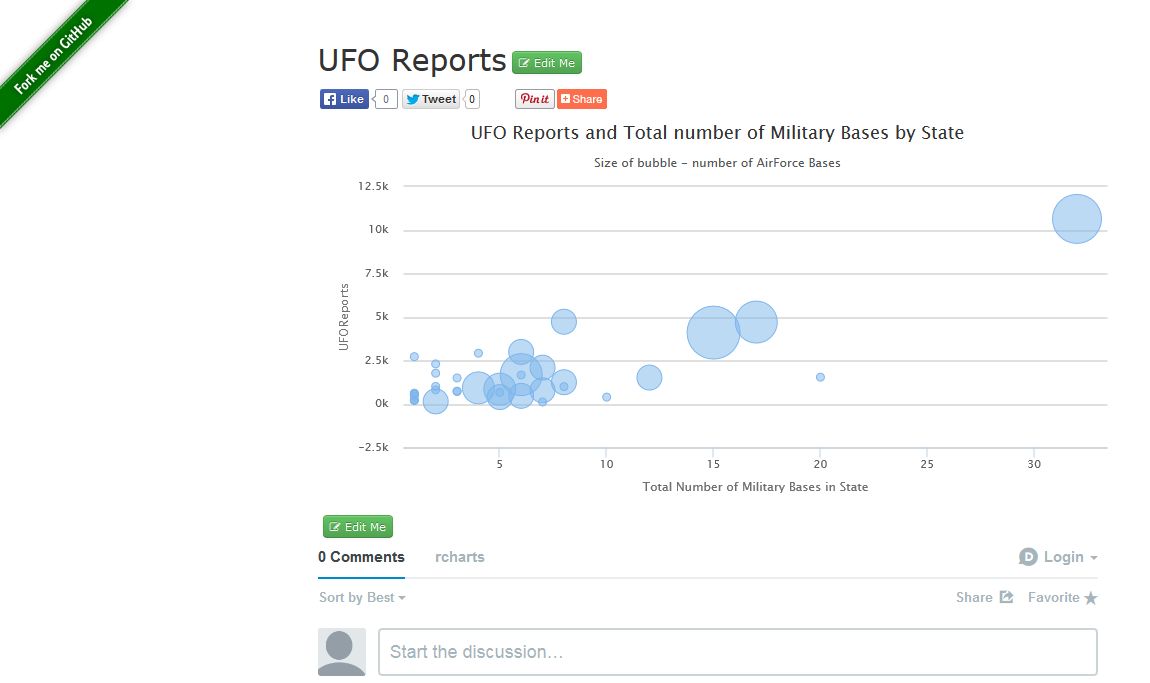 Fork me on GitHub
UFO Reports Edit Me
Like 0 Tweet 0 Pinit Share
UFO Reports and Total number of Military Bases by State
Size of bubble - number of AirForce Bases
12.5k
10k
7.5k
5k
2.5k
0k
-2.5k
UFO Reports
5 10 15 20 25 30
Total Number of Military Bases in State
Edit Me
0 Comments rcharts D Login
Sort by Best Share Favorite
Start the discussion…